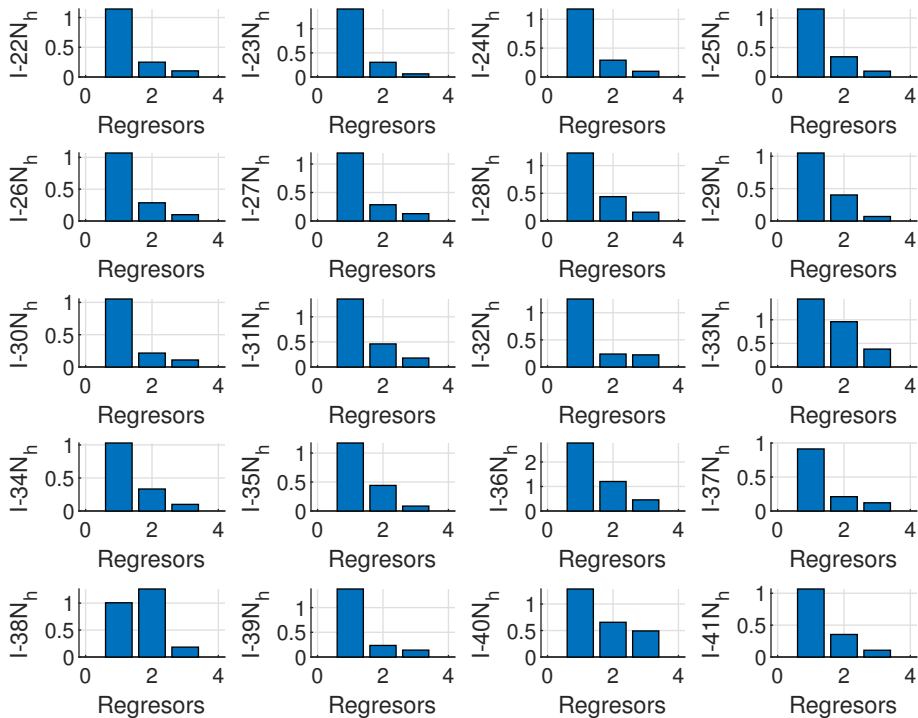 I-22N_h 1 0.5 0 0 2 4 Regresors
I-23N_h 1 0.5 0 0 2 4 Regresors
I-24N_h 1 0.5 0 0 2 4 Regresors
I-25N_h 1 0.5 0 0 2 4 Regresors
I-26N_h 1 0.5 0 0 2 4 Regresors
I-27N_h 1 0.5 0 0 2 4 Regresors
I-28N_h 1 0.5 0 0 2 4 Regresors
I-29N_h 1 0.5 0 0 2 4 Regresors
I-30N_h 1 0.5 0 0 2 4 Regresors
I-31N_h 1 0.5 0 0 2 4 Regresors
I-32N_h 1 0.5 0 0 2 4 Regresors
I-33N_h 1 0.5 0 0 2 4 Regresors
I-34N_h 1 0.5 0 0 2 4 Regresors
I-35N_h 1 0.5 0 0 2 4 Regresors
I-36N_h 2 1 0 0 2 4 Regresors
I-37N_h 1 0.5 0 0 2 4 Regresors
I-38N_h 1 0.5 0 0 2 4 Regresors
I-39N_h 1 0.5 0 0 2 4 Regresors
I-40N_h 1 0.5 0 0 2 4 Regresors
I-41N_h 1 0.5 0 0 2 4 Regresors